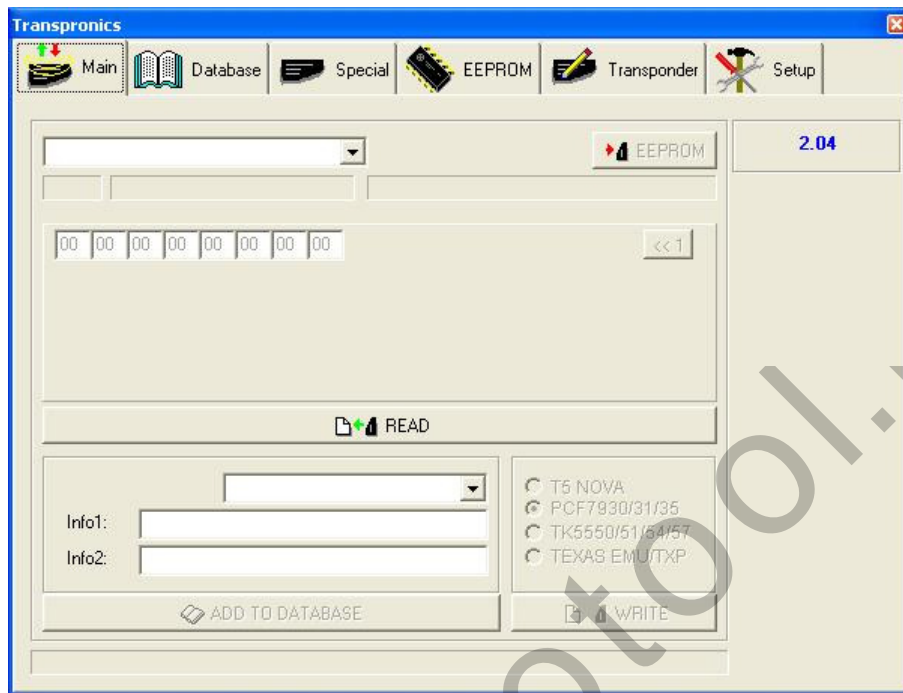 Transpronics
Main Database Special EEPROM Transponder Setup
2.04
EEPROM
00 00 00 00 00 00 00 00
<< 1
READ
T5 NOVA
PCF7930/31/35
Info1:
TK5550/51/54/57
Info2:
TEXAS EMU/TXP
ADD TO DATABASE
WRITE
otool.